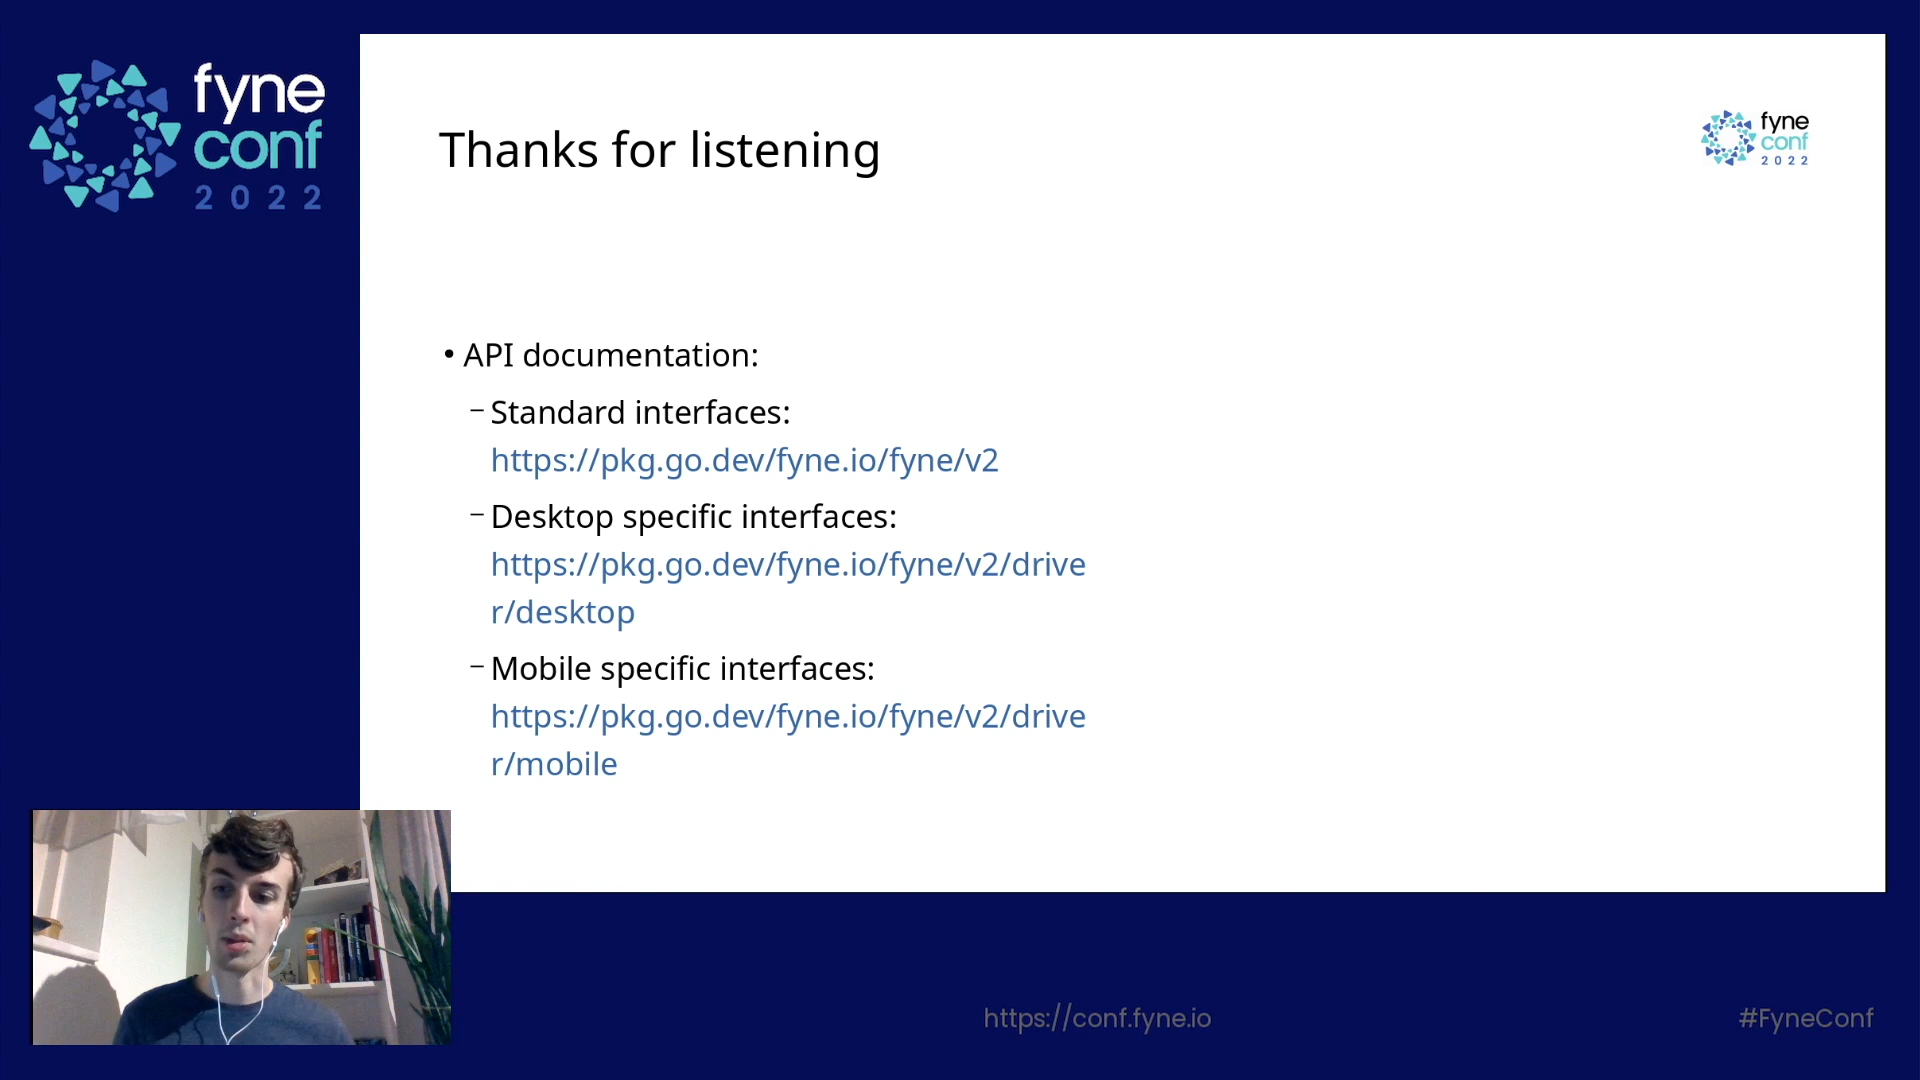 fyne
conf
2022
Thanks for listening
fyne
conf
2022
• API documentation:
– Standard interfaces:
https://pkg.go.dev/fyne.io/fyne/v2
– Desktop specific interfaces:
https://pkg.go.dev/fyne.io/fyne/v2/drive
r/desktop
– Mobile specific interfaces:
https://pkg.go.dev/fyne.io/fyne/v2/drive
r/mobile
https://conf.fyne.io
#FyneConf